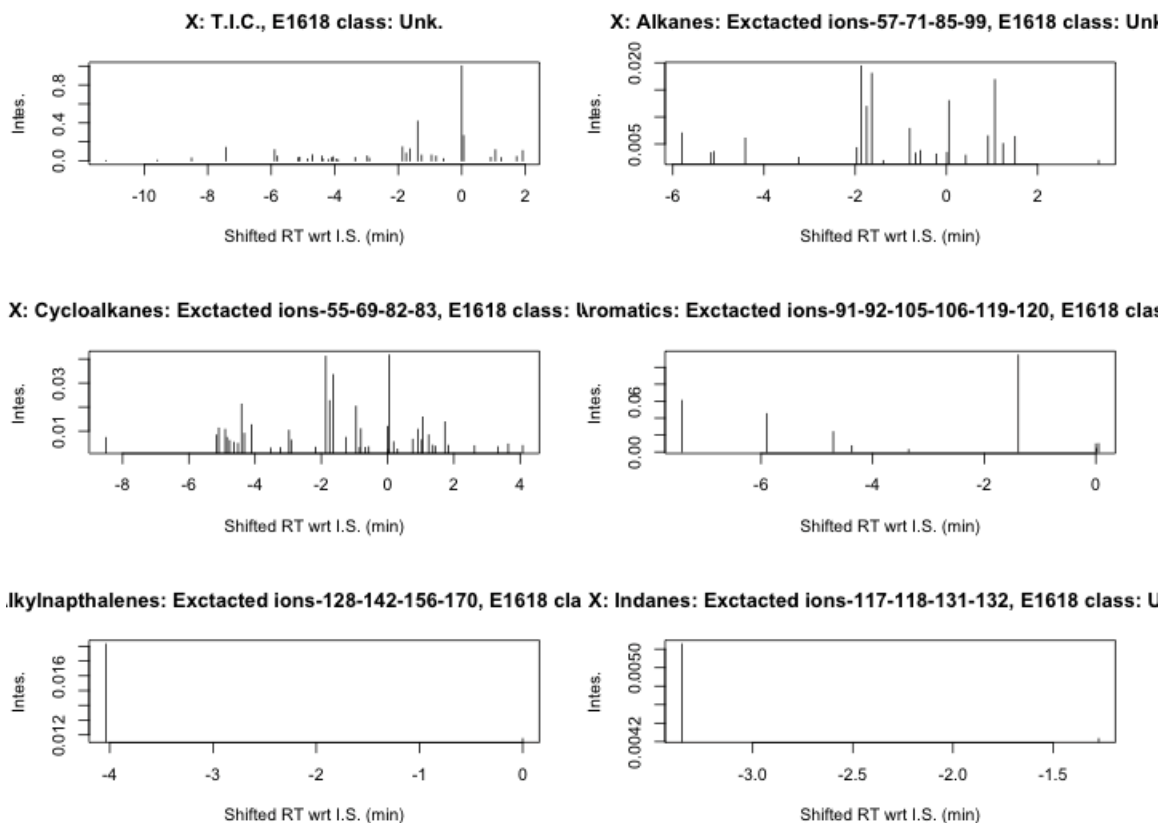 X: T.I.C., E1618 class: Unk.
Intes.
0.0 0.4 0.8
-10 -8 -6 -4 -2 0 2
Shifted RT wrt I.S. (min)
X: Alkanes: Exctacted ions-57-71-85-99, E1618 class: Unk
Intes.
0.005 0.020
-6 -4 -2 0 2
Shifted RT wrt I.S. (min)
X: Cycloalkanes: Exctacted ions-55-69-82-83, E1618 class: U
Intes.
0.01 0.03
-8 -6 -4 -2 0 2 4
Shifted RT wrt I.S. (min)
Aromatics: Exctacted ions-91-92-105-106-119-120, E1618 clas
Intes.
0.00 0.06
-6 -4 -2 0
Shifted RT wrt I.S. (min)
lkylnapthalenes: Exctacted ions-128-142-156-170, E1618 cla
Intes.
0.012 0.016
-4 -3 -2 -1 0
Shifted RT wrt I.S. (min)
X: Indanes: Exctacted ions-117-118-131-132, E1618 class: U
Intes.
0.0042 0.0050
-3.0 -2.5 -2.0 -1.5
Shifted RT wrt I.S. (min)